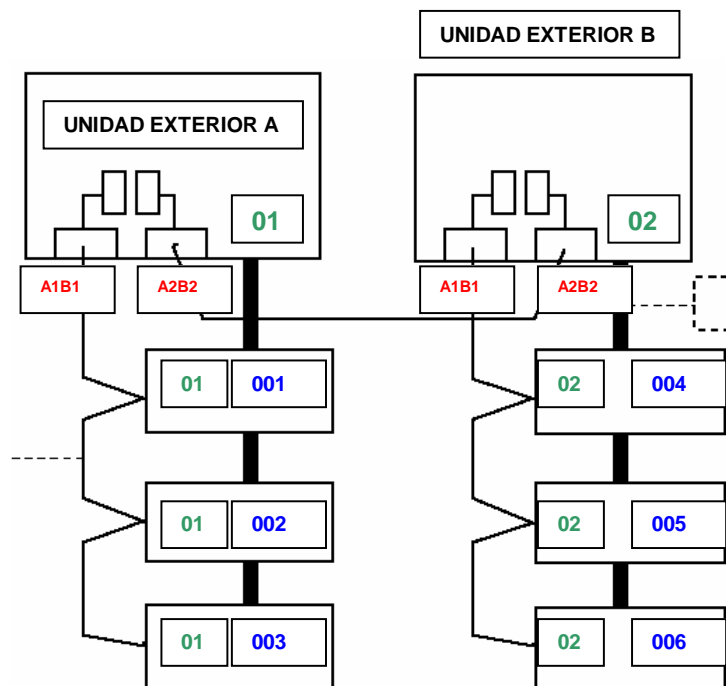 UNIDAD EXTERIOR B
UNIDAD EXTERIOR A
01
02
A1B1
A2B2
A1B1
A2B2
01 001
02 004
01 002
02 005
01 003
02 006